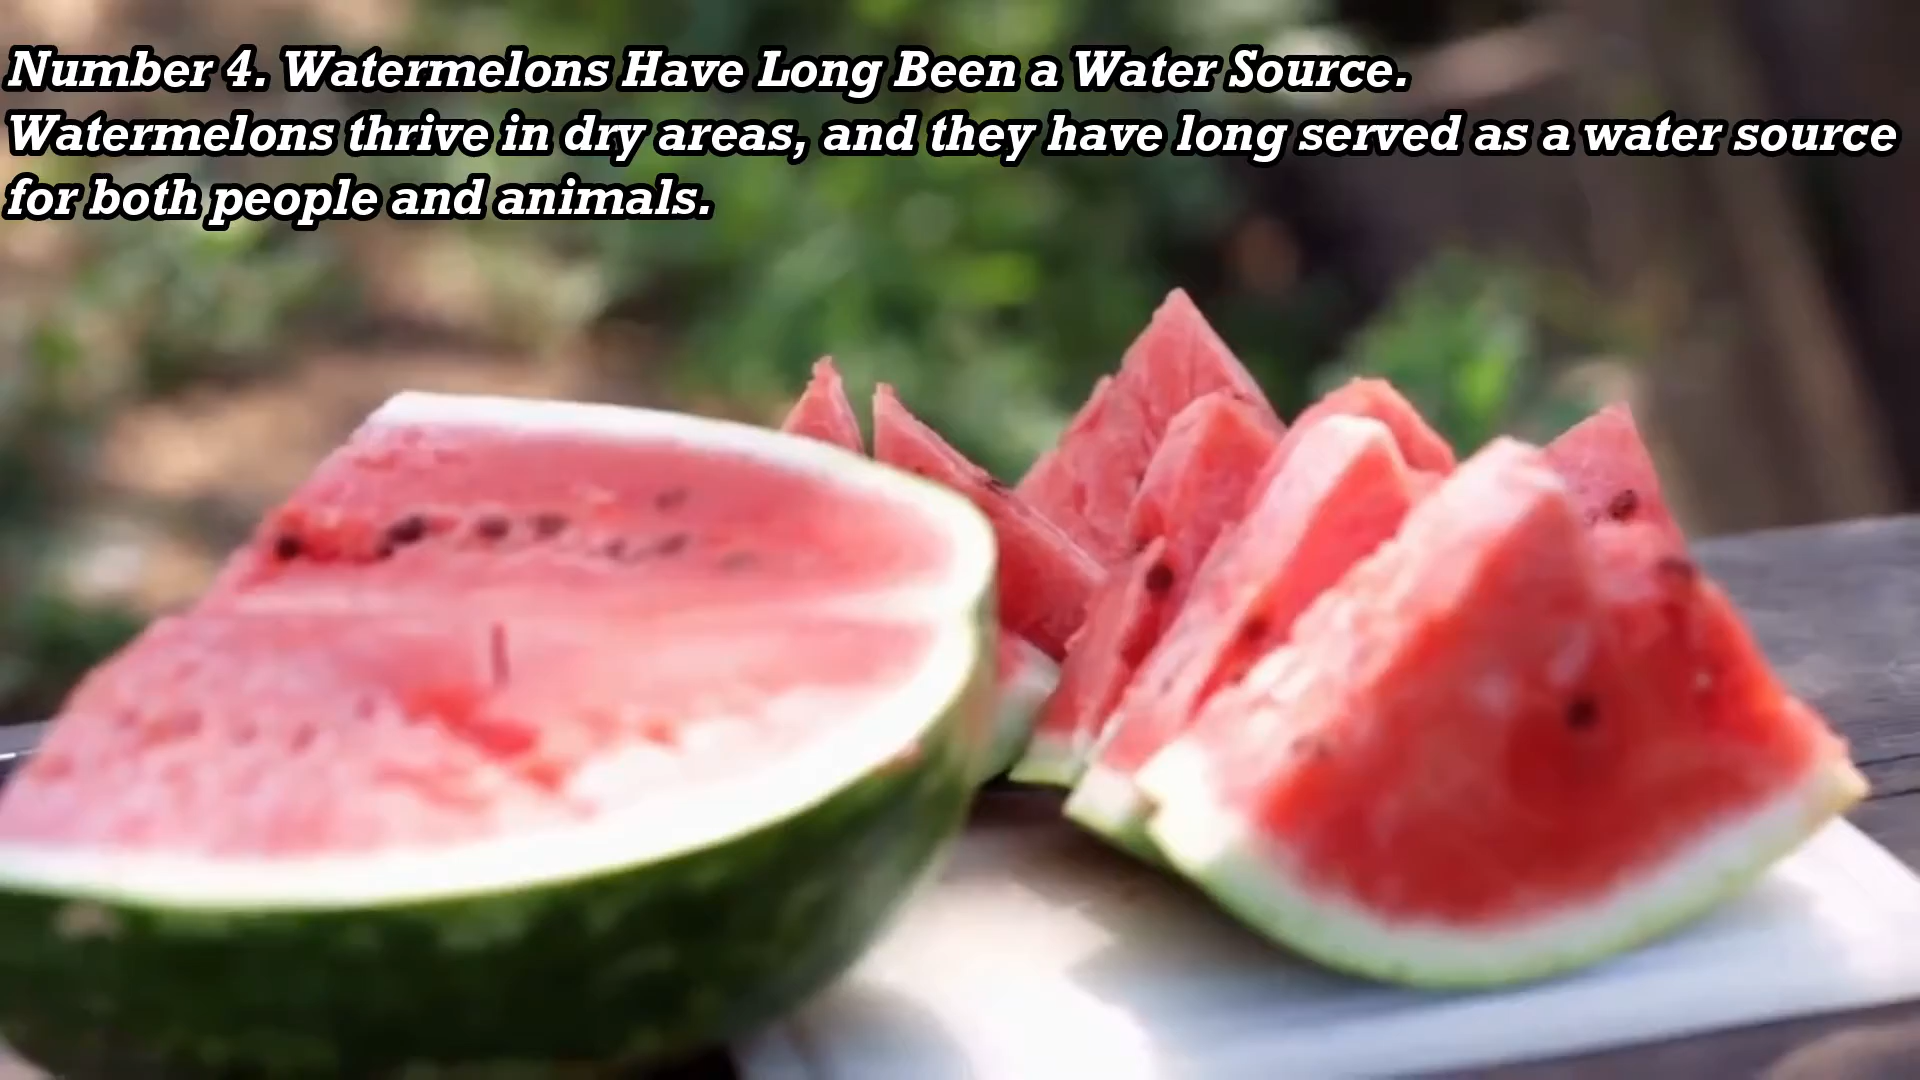 Number 4. Watermelons Have Long Been a Water Source.
Watermelons thrive in dry areas, and they have long served as a water source
for both people and animals.